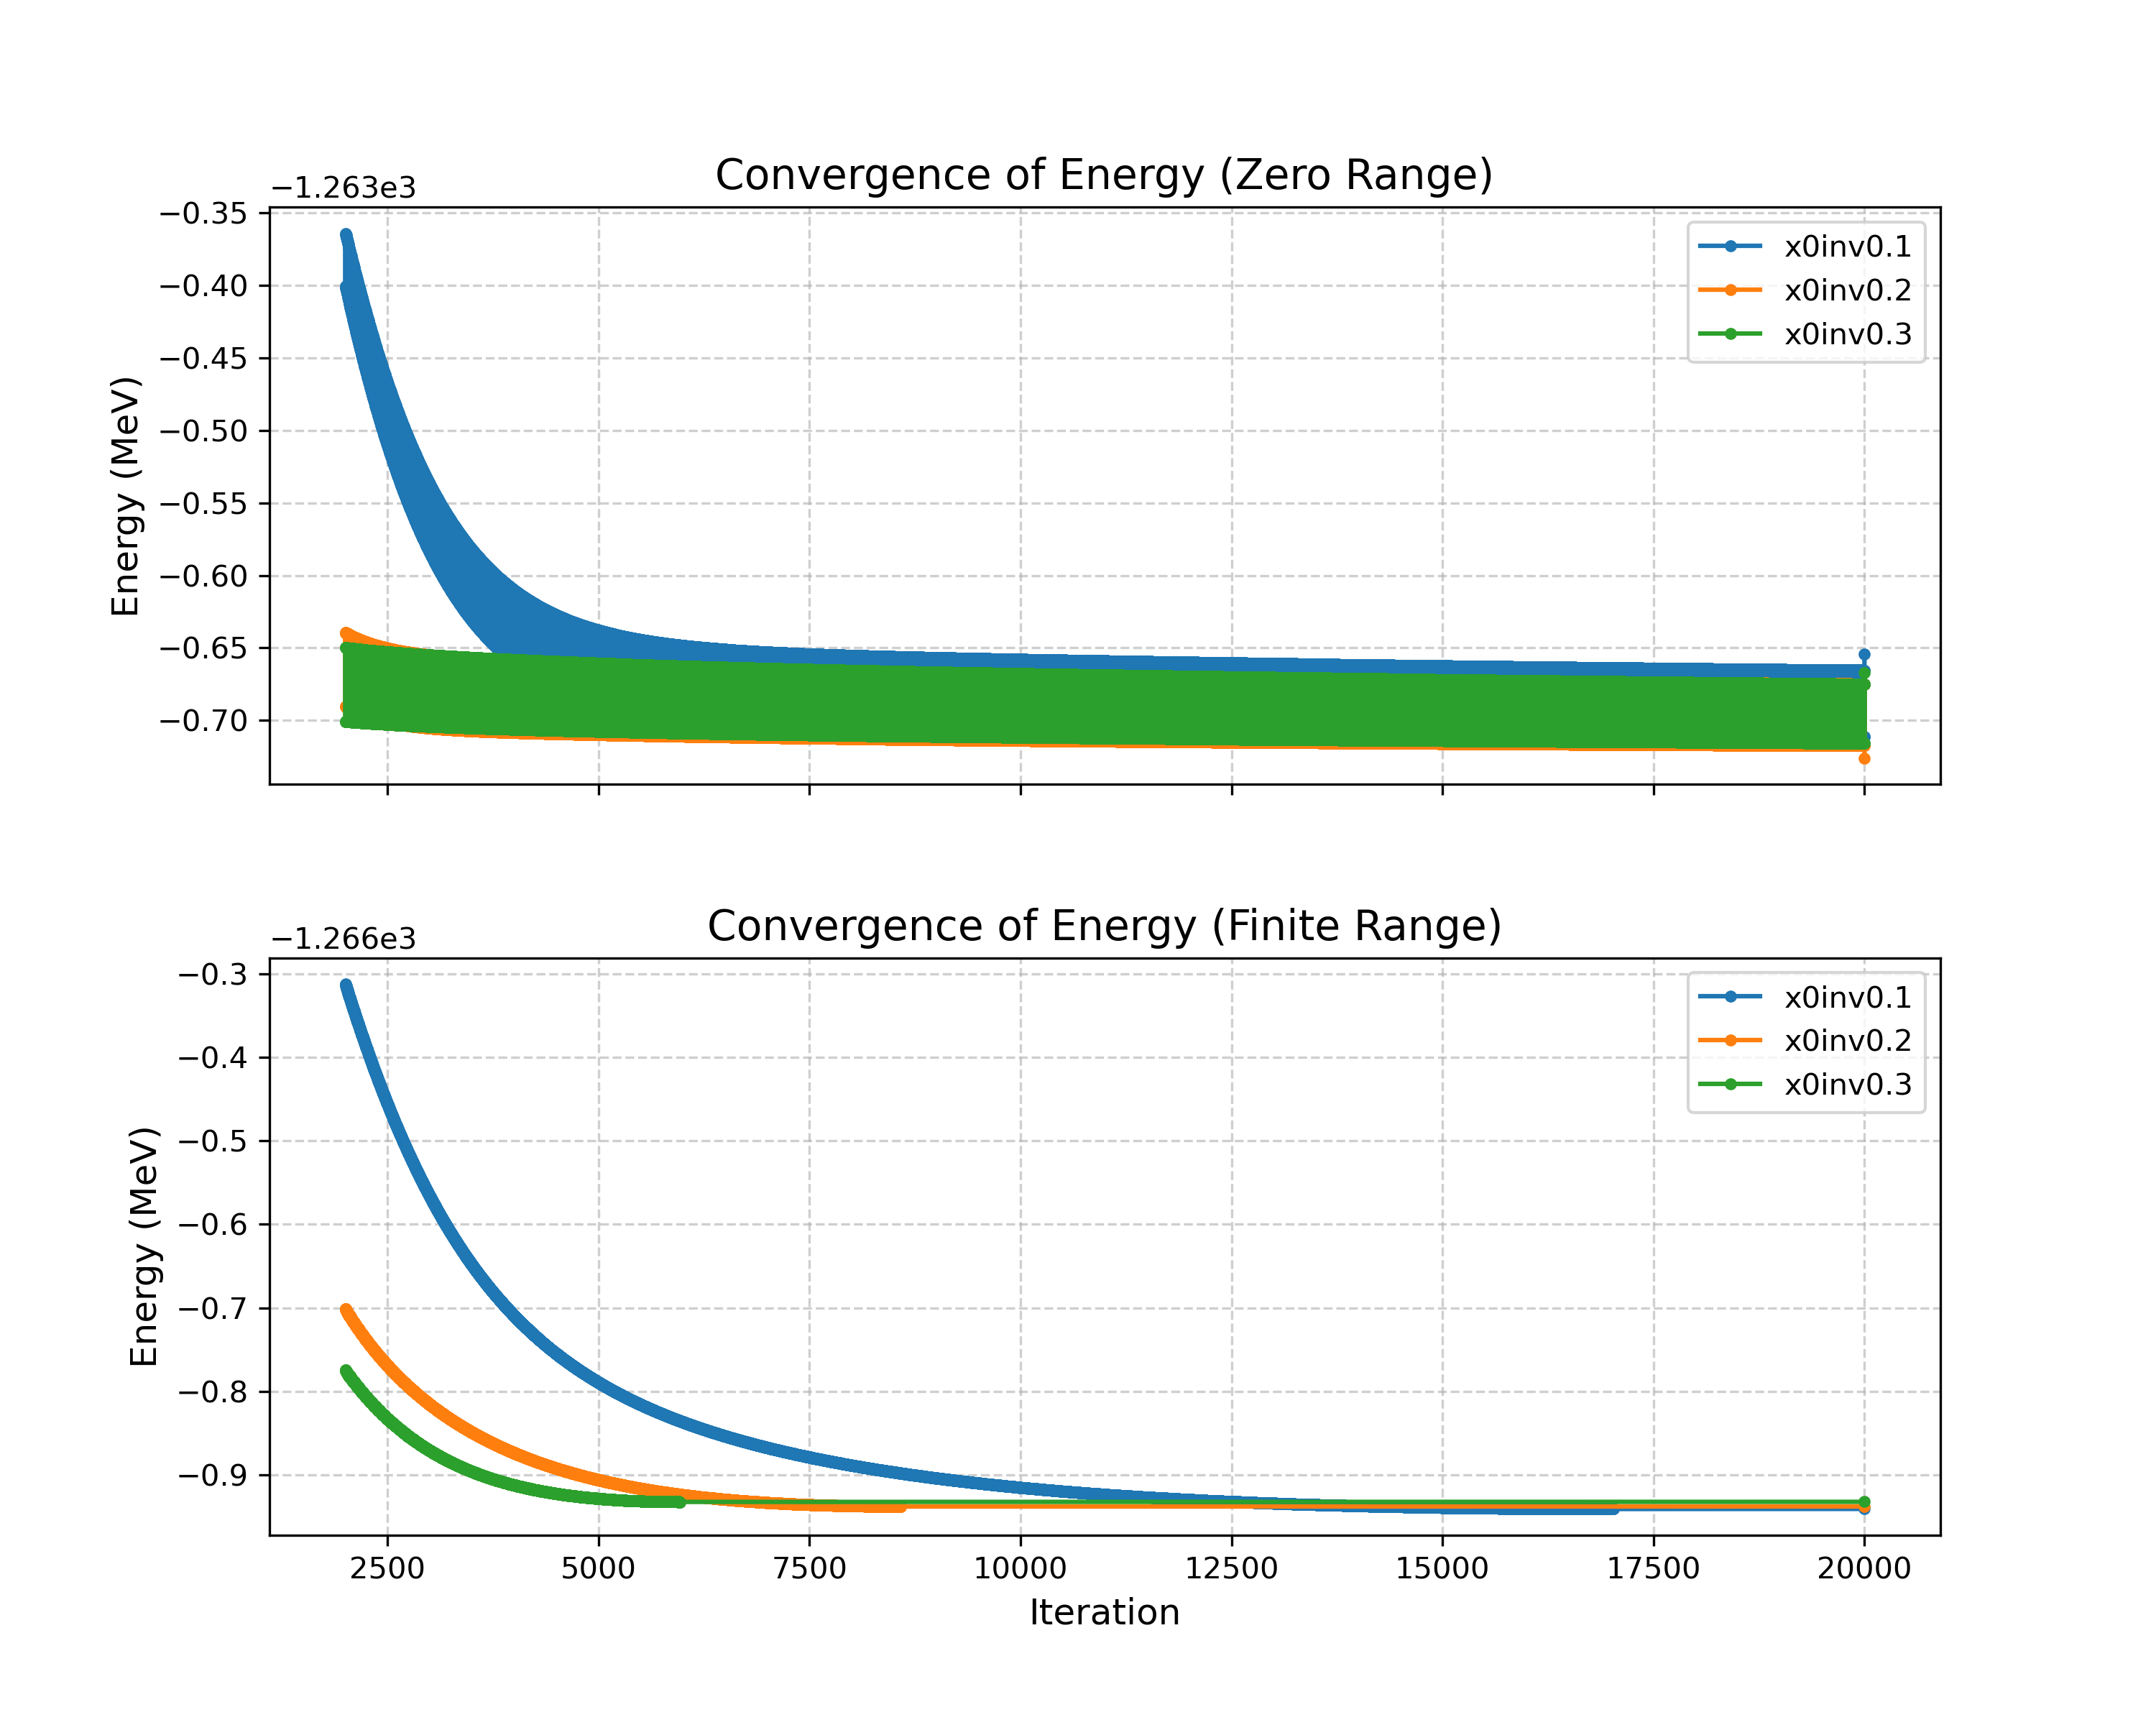 Convergence of Energy (Zero Range)
−1.263e3
−0.35
−0.40
−0.45
−0.50
−0.55
−0.60
−0.65
−0.70
Energy (MeV)
x0inv0.1
x0inv0.2
x0inv0.3
Convergence of Energy (Finite Range)
−1.266e3
−0.3
−0.4
−0.5
−0.6
−0.7
−0.8
−0.9
Energy (MeV)
x0inv0.1
x0inv0.2
x0inv0.3
2500 5000 7500 10000 12500 15000 17500 20000
Iteration